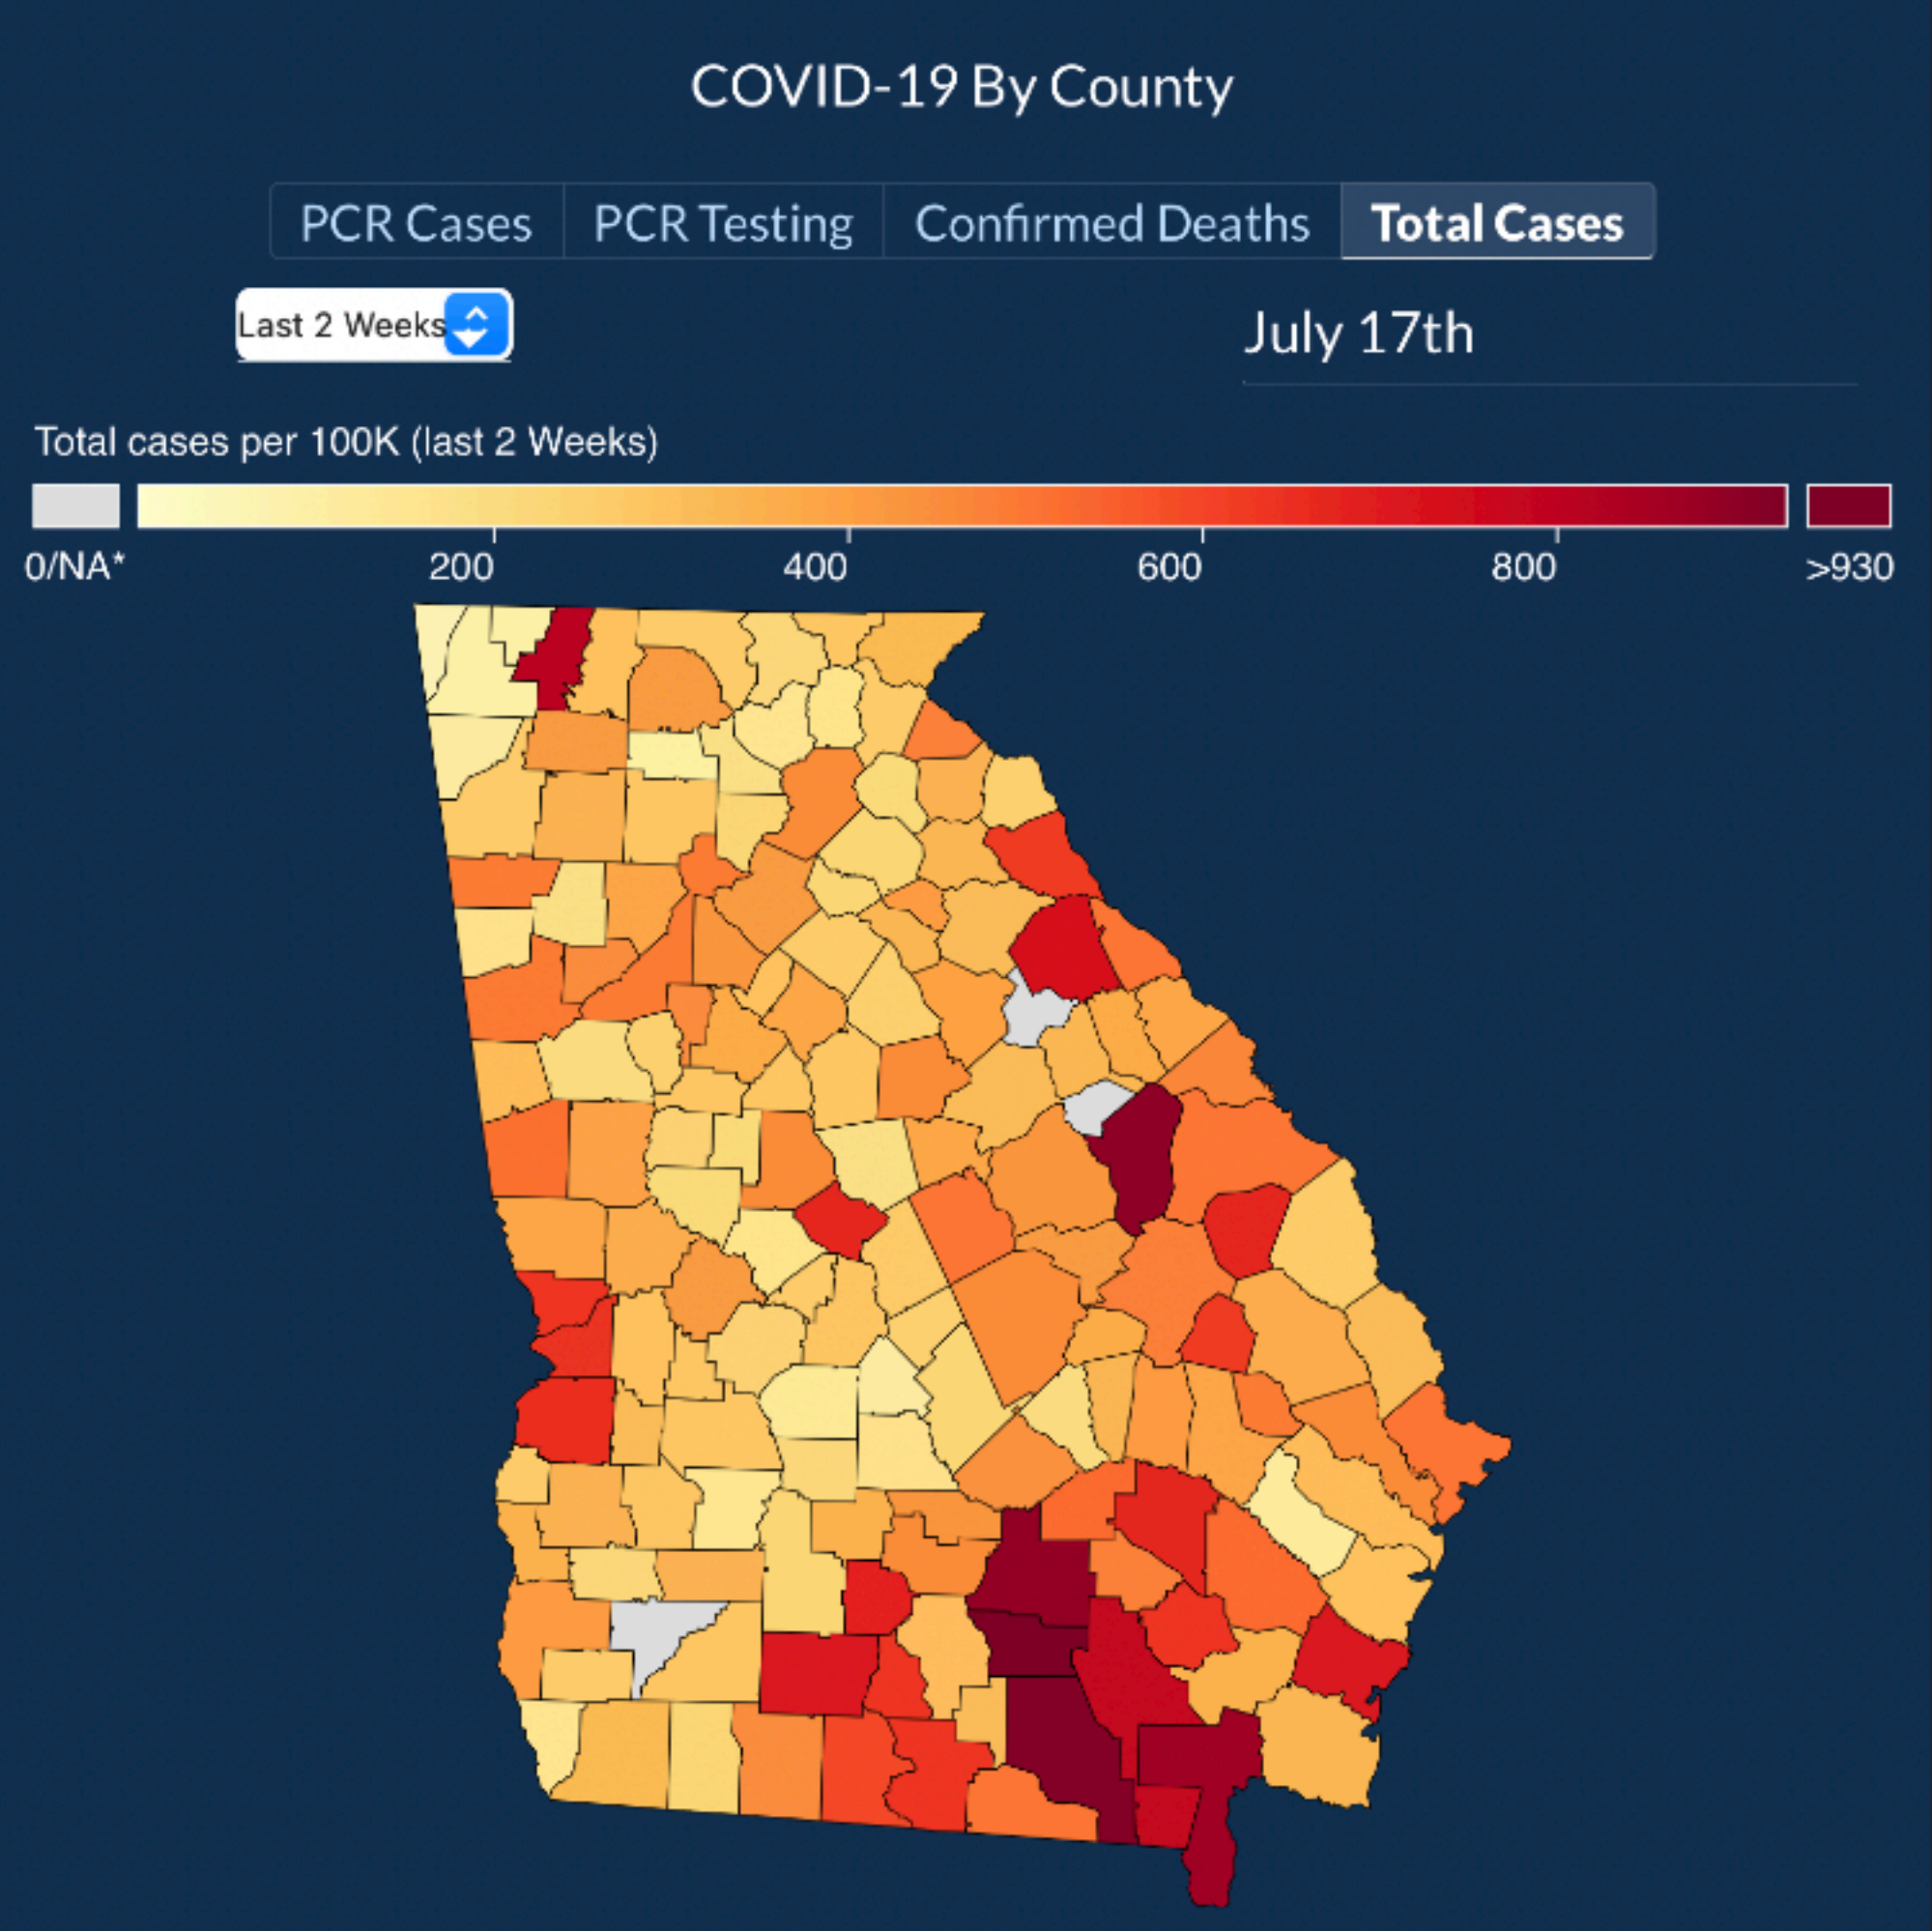 COVID-19 By County
PCR Cases PCR Testing Confirmed Deaths Total Cases
Last 2 Weeks July 17th
Total cases per 100K (last 2 Weeks)
0/NA* 200 400 600 800 >930